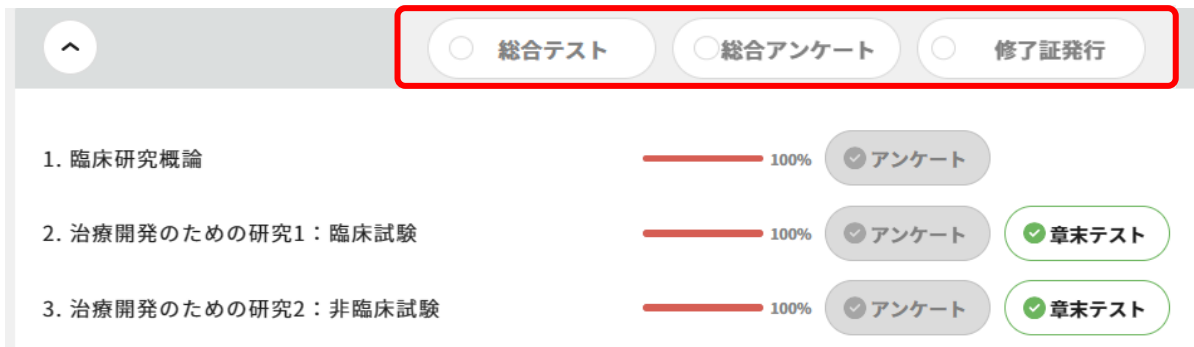 総合テスト 総合アンケート 修了証発行
1. 臨床研究概論 100% アンケート
2. 治療開発のための研究1：臨床試験 100% アンケート 章末テスト
3. 治療開発のための研究2：非臨床試験 100% アンケート 章末テスト